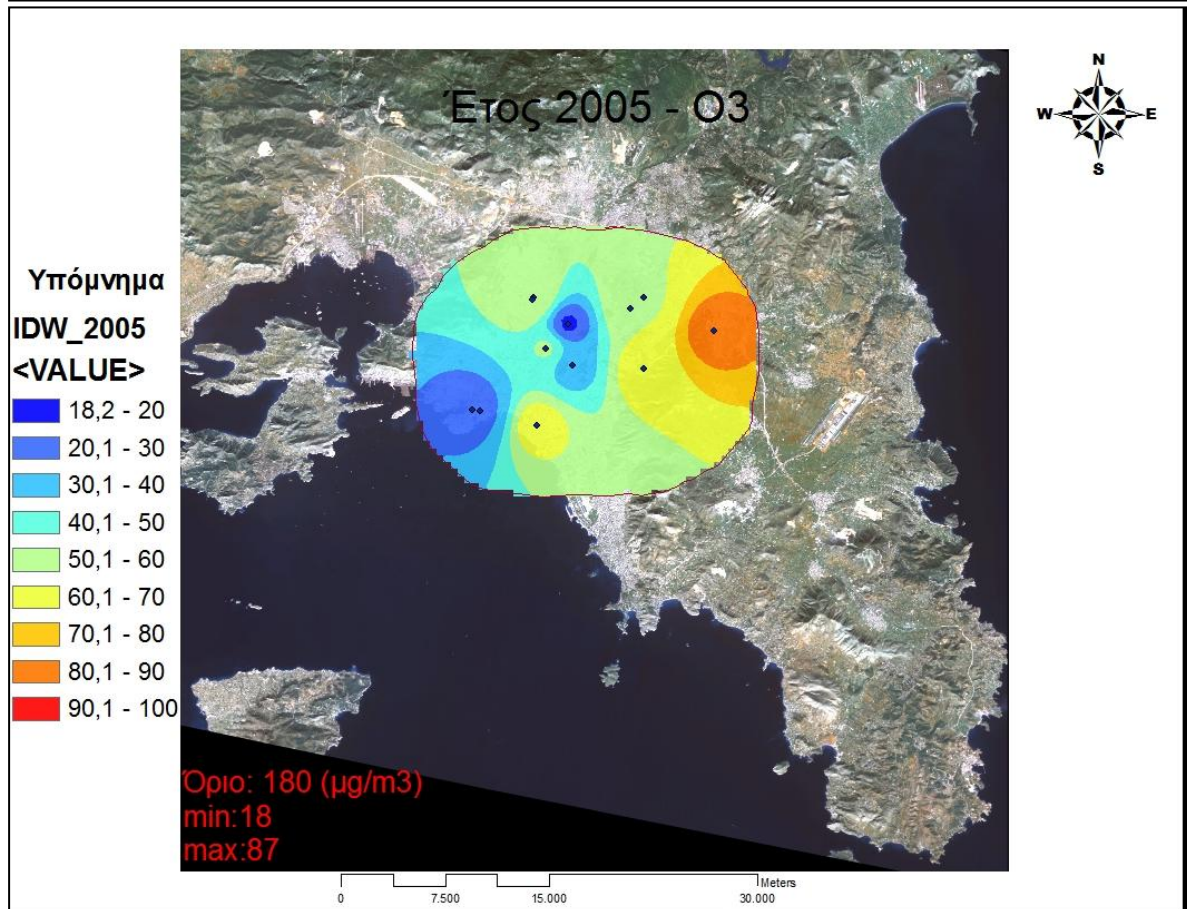 Έτος 2005 - O3
N
W E
S
Υπόμνημα
IDW_2005
<VALUE>
18,2 - 20
20,1 - 30
30,1 - 40
40,1 - 50
50,1 - 60
60,1 - 70
70,1 - 80
80,1 - 90
90,1 - 100
Όριο: 180 (μg/m3)
min:18
max:87
Meters
0 7.500 15.000 30.000